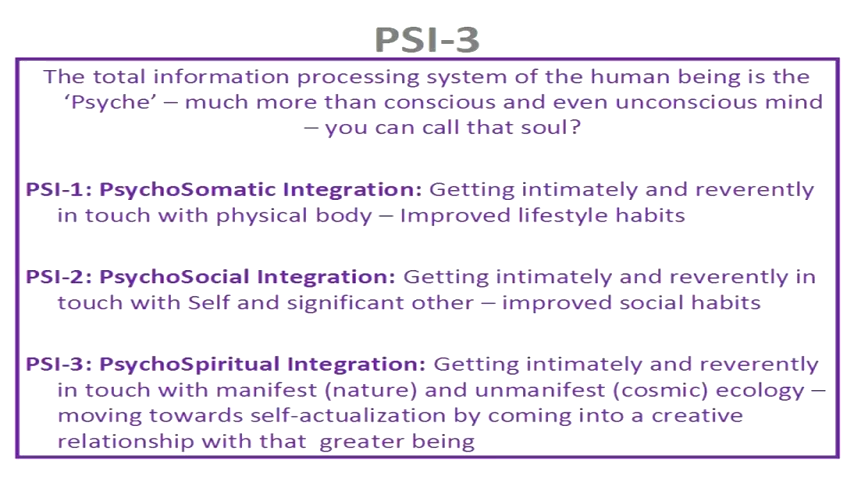 PSI-3
The total information processing system of the human being is the
‘Psyche’ – much more than conscious and even unconscious mind
– you can call that soul?
PSI-1: PsychoSomatic Integration: Getting intimately and reverently
in touch with physical body – Improved lifestyle habits
PSI-2: PsychoSocial Integration: Getting intimately and reverently in
touch with Self and significant other – improved social habits
PSI-3: PsychoSpiritual Integration: Getting intimately and reverently
in touch with manifest (nature) and unmanifest (cosmic) ecology –
moving towards self-actualization by coming into a creative
relationship with that greater being